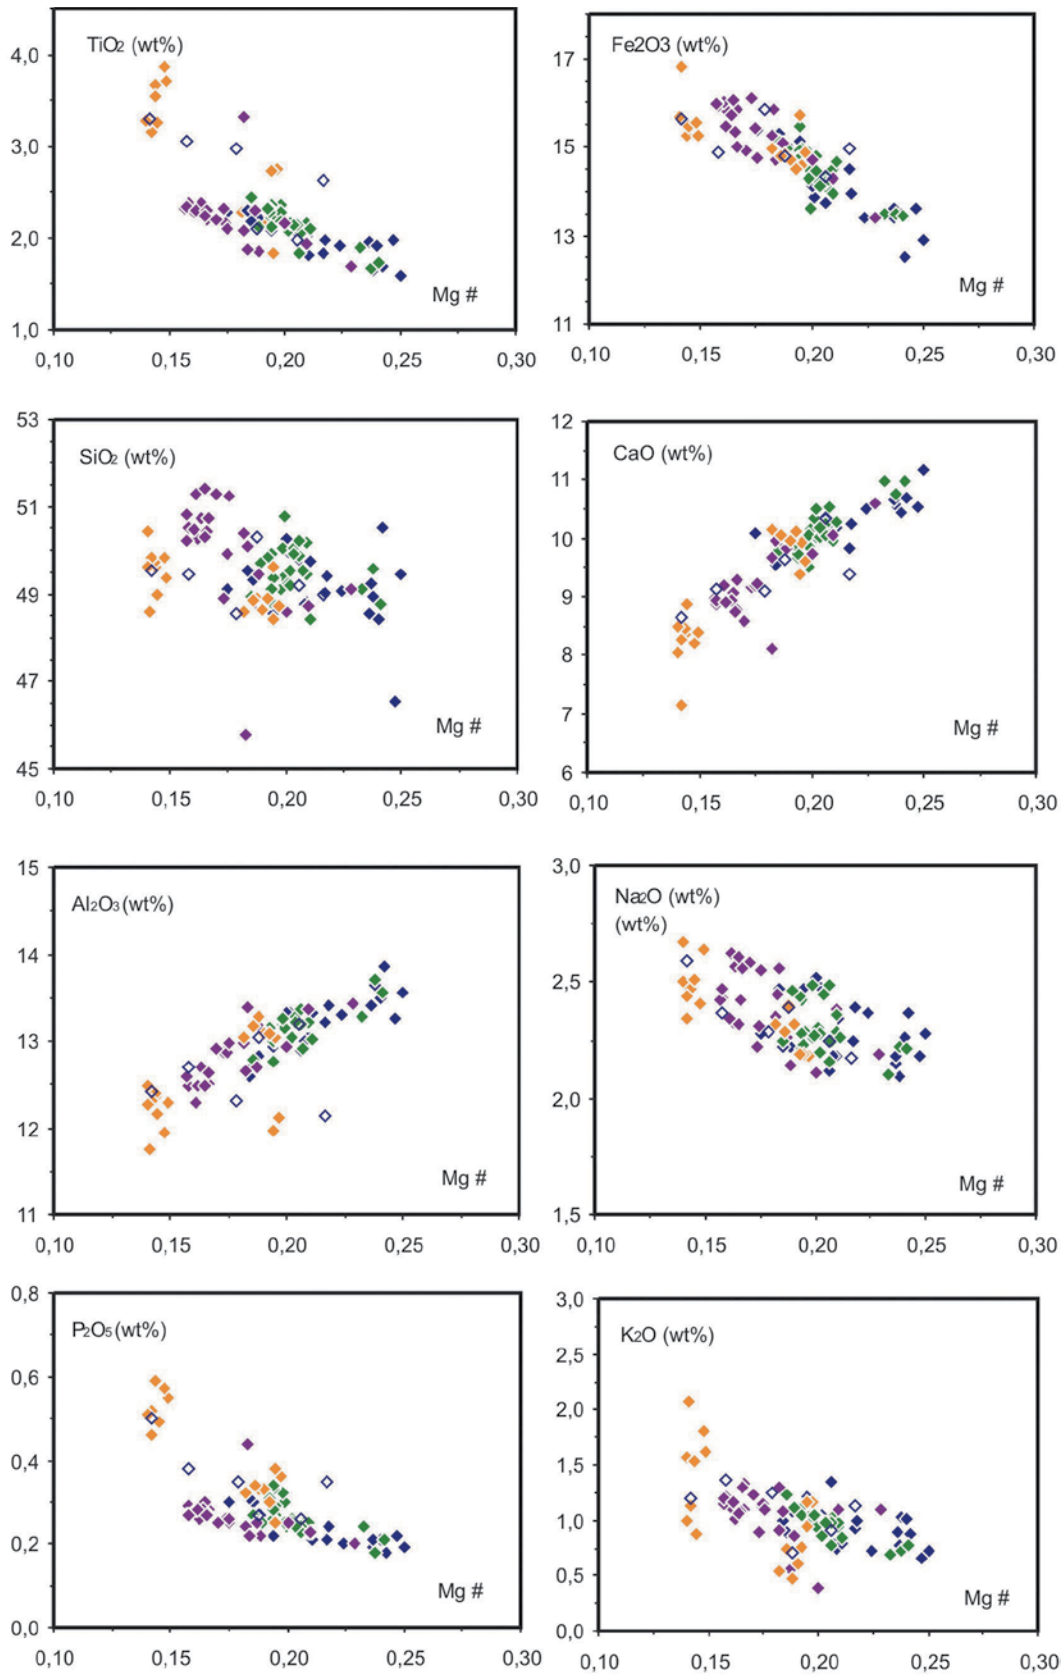 TiO2 (wt%)
4,0
3,0
2,0
1,0
Mg #
0,10 0,15 0,20 0,25 0,30
Fe2O3 (wt%)
17
15
13
11
Mg #
0,10 0,15 0,20 0,25 0,30
SiO2 (wt%)
53
51
49
47
45
Mg #
0,10 0,15 0,20 0,25 0,30
CaO (wt%)
12
11
10
9
8
7
6
Mg #
0,10 0,15 0,20 0,25 0,30
Al2O3 (wt%)
15
14
13
12
11
Mg #
0,10 0,15 0,20 0,25 0,30
Na2O (wt%)
(wt%)
3,0
2,5
2,0
1,5
Mg #
0,10 0,15 0,20 0,25 0,30
P2O5 (wt%)
0,8
0,6
0,4
0,2
0,0
Mg #
0,10 0,15 0,20 0,25 0,30
K2O (wt%)
3,0
2,5
2,0
1,5
1,0
0,5
0,0
Mg #
0,10 0,15 0,20 0,25 0,30